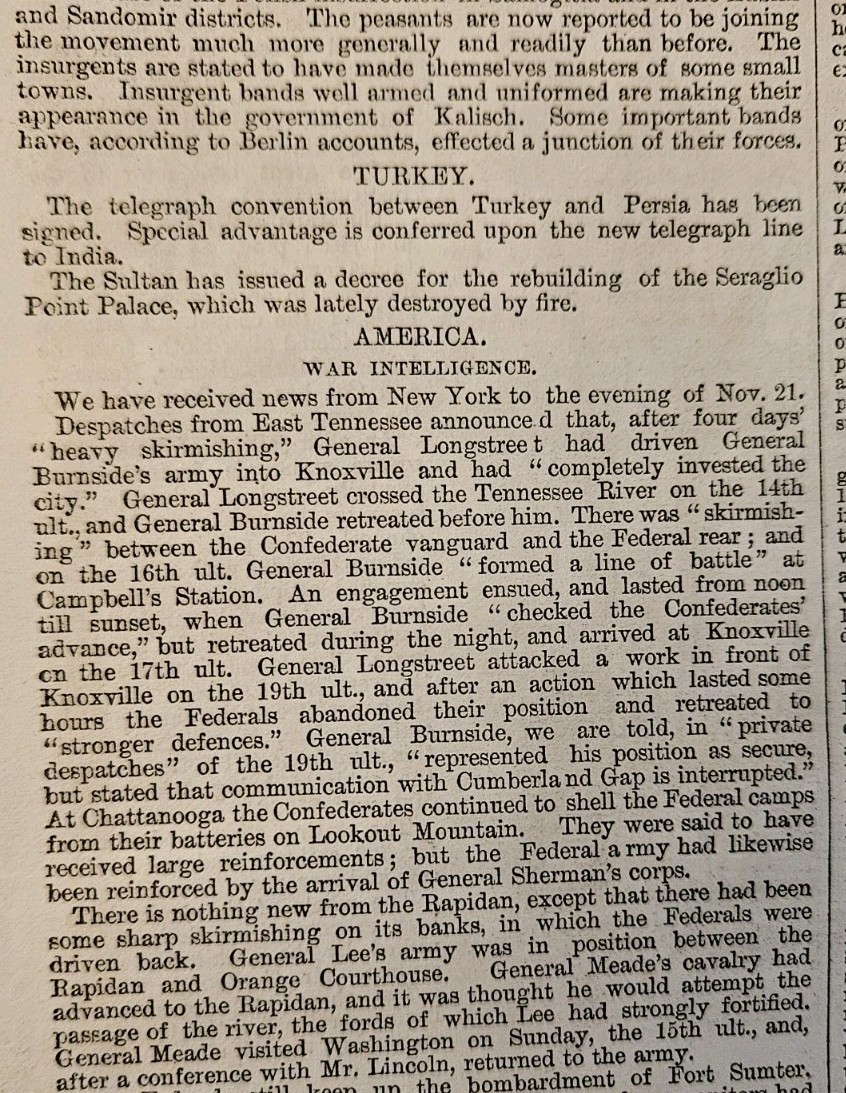 and Sandomir districts. The peasants are now reported to be joining
the movement much more generally and readily than before. The
insurgents are stated to have made themselves masters of some small
towns. Insurgent bands well armed and uniformed are making their
appearance in the government of Kalisch. Some important bands
have, according to Berlin accounts, effected a junction of their forces.
TURKEY.
The telegraph convention between Turkey and Persia has been
signed. Special advantage is conferred upon the new telegraph line
to India.
The Sultan has issued a decree for the rebuilding of the Seraglio
Point Palace, which was lately destroyed by fire.
AMERICA.
WAR INTELLIGENCE.
We have received news from New York to the evening of Nov. 21.
Despatches from East Tennessee announced that, after four days'
"heavy skirmishing," General Longstreet had driven General
Burnside's army into Knoxville and had "completely invested the
city." General Longstreet crossed the Tennessee River on the 14th
ult., and General Burnside retreated before him. There was "skirmish-
ing" between the Confederate vanguard and the Federal rear; and
on the 16th ult. General Burnside "formed a line of battle" at
Campbell's Station. An engagement ensued, and lasted from noon
till sunset, when General Burnside "checked the Confederates'
advance," but retreated during the night, and arrived at Knoxville
on the 17th ult. General Longstreet attacked a work in front of
Knoxville on the 19th ult., and after an action which lasted some
hours the Federals abandoned their position and retreated to
"stronger defences." General Burnside, we are told, in "private
despatches" of the 19th ult., "represented his position as secure,
but stated that communication with Cumberland Gap is interrupted."
At Chattanooga the Confederates continued to shell the Federal camps
from their batteries on Lookout Mountain. They were said to have
received large reinforcements; but the Federal army had likewise
been reinforced by the arrival of General Sherman's corps.
There is nothing new from the Rapidan, except that there had been
some sharp skirmishing on its banks, in which the Federals were
driven back. General Lee's army was in position between the
Rapidan and Orange Courthouse. General Meade's cavalry had
advanced to the Rapidan, and it was thought he would attempt the
passage of the river, the fords of which Lee had strongly fortified.
General Meade visited Washington on Sunday, the 15th ult., and,
after a conference with Mr. Lincoln, returned to the army.
still keep up the bombardment of Fort Sumter.